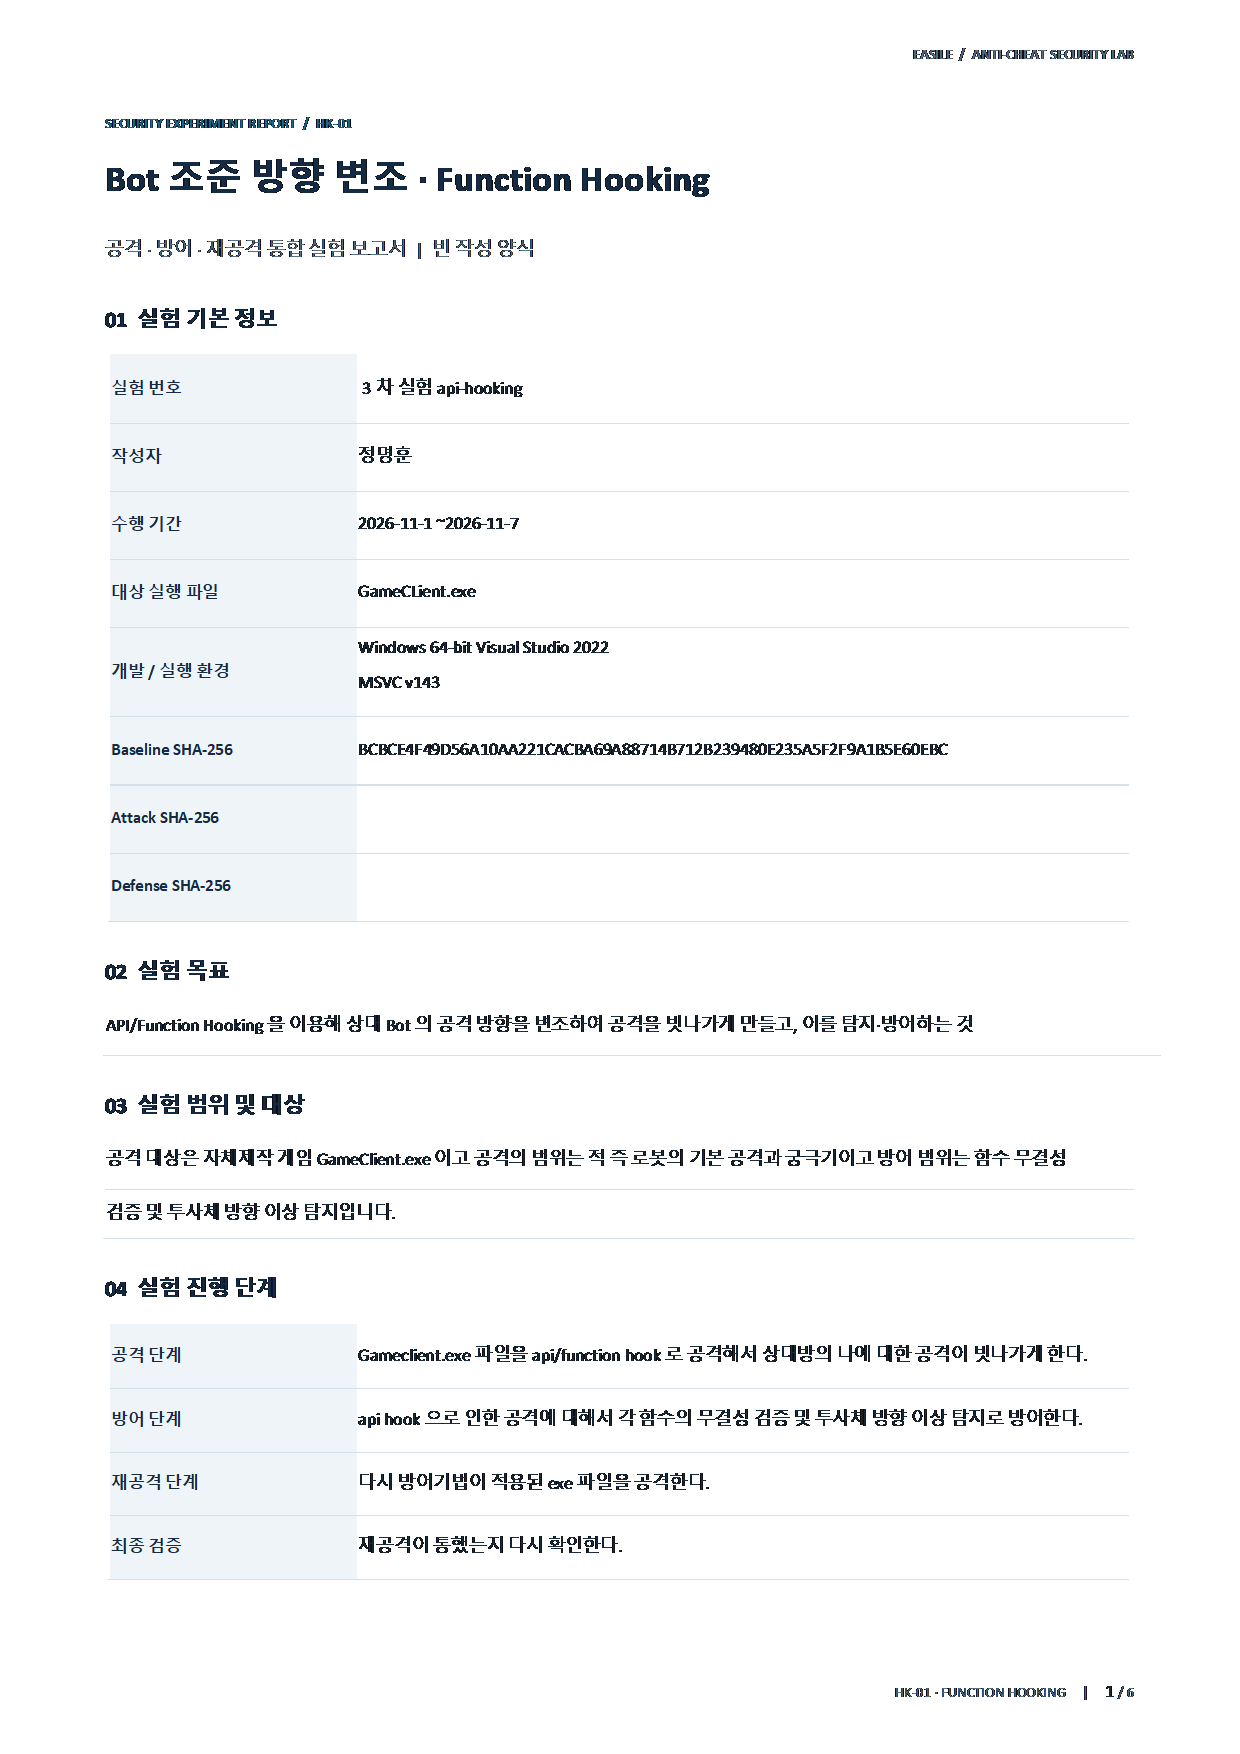 EASILE / ANTI-CHEAT SECURITY LAB
SECURITY EXPERIMENT REPORT / HK-01
Bot 조준 방향 변조 · Function Hooking
공격 · 방어 · 재공격 통합 실험 보고서 | 빈 작성 양식
01 실험 기본 정보
실험 번호 3 차 실험 api-hooking
작성자 정명훈
수행 기간 2026-11-1 ~2026-11-7
대상 실행 파일 GameCLient.exe
개발 / 실행 환경 Windows 64-bit Visual Studio 2022
MSVC v143
Baseline SHA-256 BCBCE4F49D56A10AA221CACBA69A88714B712B239480E235A5F2F9A1B5E60EBC
Attack SHA-256
Defense SHA-256
02 실험 목표
API/Function Hooking 을 이용해 상대 Bot 의 공격 방향을 변조하여 공격을 빗나가게 만들고, 이를 탐지·방어하는 것
03 실험 범위 및 대상
공격 대상은 자체제작 게임 GameClient.exe 이고 공격의 범위는 적 즉 로봇의 기본 공격과 궁극기이고 방어 범위는 함수 무결성
검증 및 투사체 방향 이상 탐지입니다.
04 실험 진행 단계
공격 단계 Gameclient.exe 파일을 api/function hook 로 공격해서 상대방의 나에 대한 공격이 빗나가게 한다.
방어 단계 api hook 으로 인한 공격에 대해서 각 함수의 무결성 검증 및 투사체 방향 이상 탐지로 방어한다.
재공격 단계 다시 방어기법이 적용된 exe 파일을 공격한다.
최종 검증 재공격이 통했는지 다시 확인한다.
HK-01 · FUNCTION HOOKING | 1 / 6